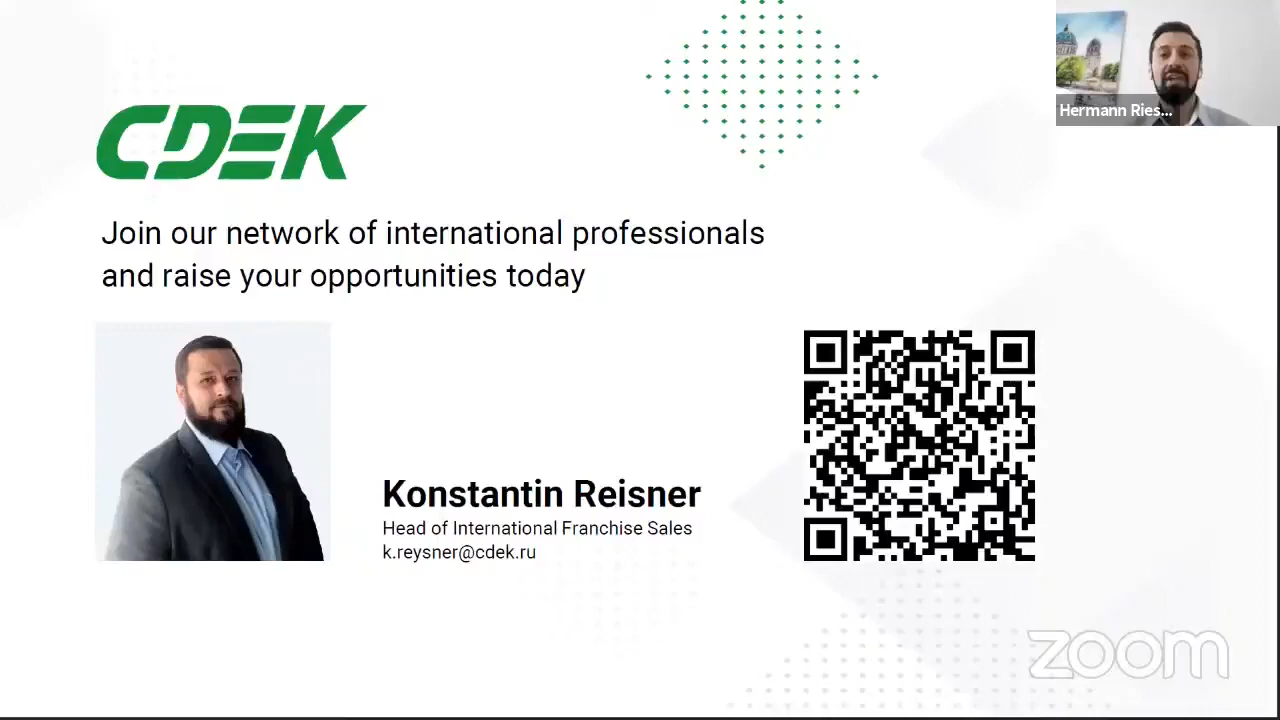 Hermann Ries...
CDEK
Join our network of international professionals
and raise your opportunities today
Konstantin Reisner
Head of International Franchise Sales
k.reysner@cdek.ru
zoom